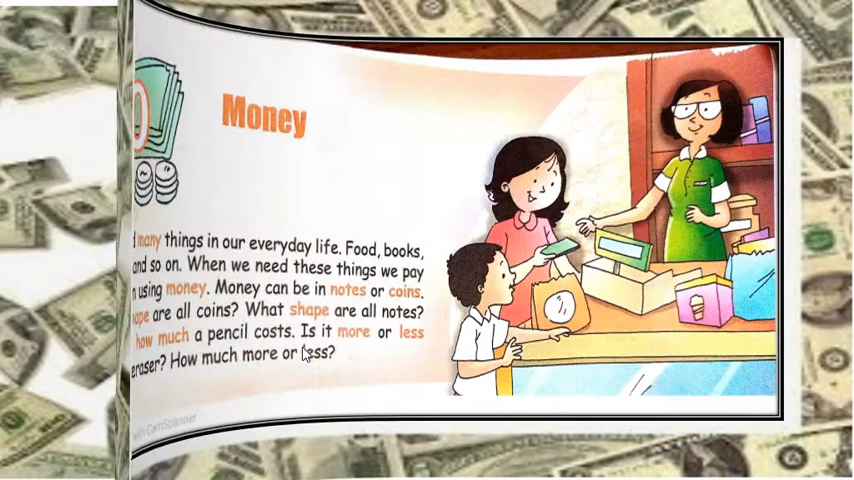 Money
many things in our everyday life. Food, books,
and so on. When we need these things we pay
using money. Money can be in notes or coins.
are all coins? What shape are all notes?
how much a pencil costs. Is it more or less
eraser? How much more or less?
CamScanner